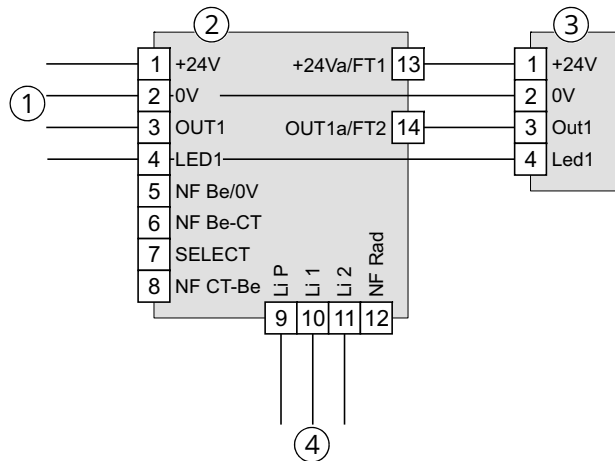 ② ③
1 +24V +24Va/FT1 13 1 +24V
① 2 0V 2 0V
3 OUT1 OUT1a/FT2 14 3 Out1
4 LED1 4 Led1
5 NF Be/0V
6 NF Be-CT
7 SELECT
8 NF CT-Be
Li P Li 1 Li 2 NF Rad
9 10 11 12
④